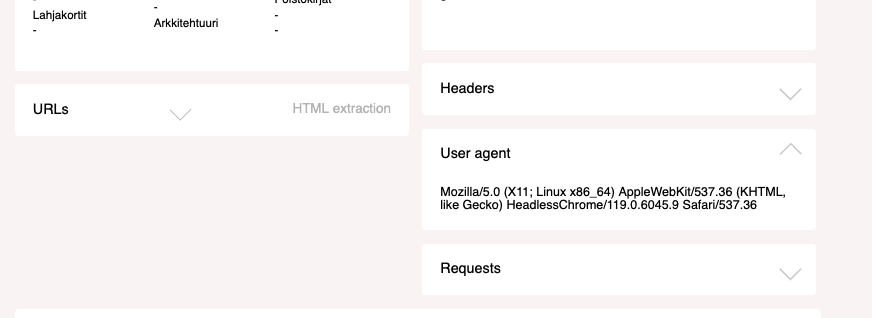 Lahjakortit
-
-
Arkkitehtuuri
Poistokirjat
-
-
URLs
HTML extraction
Headers
User agent
Mozilla/5.0 (X11; Linux x86_64) AppleWebKit/537.36 (KHTML,
like Gecko) HeadlessChrome/119.0.6045.9 Safari/537.36
Requests